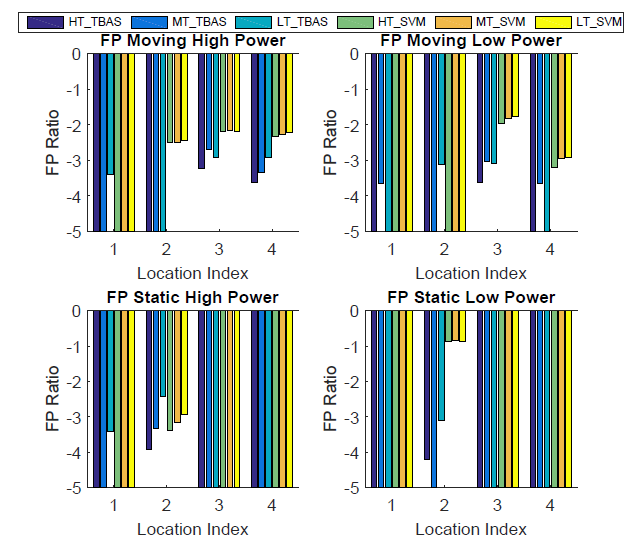 HT_TBAS MT_TBAS LT_TBAS HT_SVM MT_SVM LT_SVM
FP Moving High Power
0
-1
-2
-3
-4
-5
FP Ratio
1 2 3 4
Location Index
FP Moving Low Power
0
-1
-2
-3
-4
-5
FP Ratio
1 2 3 4
Location Index
FP Static High Power
0
-1
-2
-3
-4
-5
FP Ratio
1 2 3 4
Location Index
FP Static Low Power
0
-1
-2
-3
-4
-5
FP Ratio
1 2 3 4
Location Index